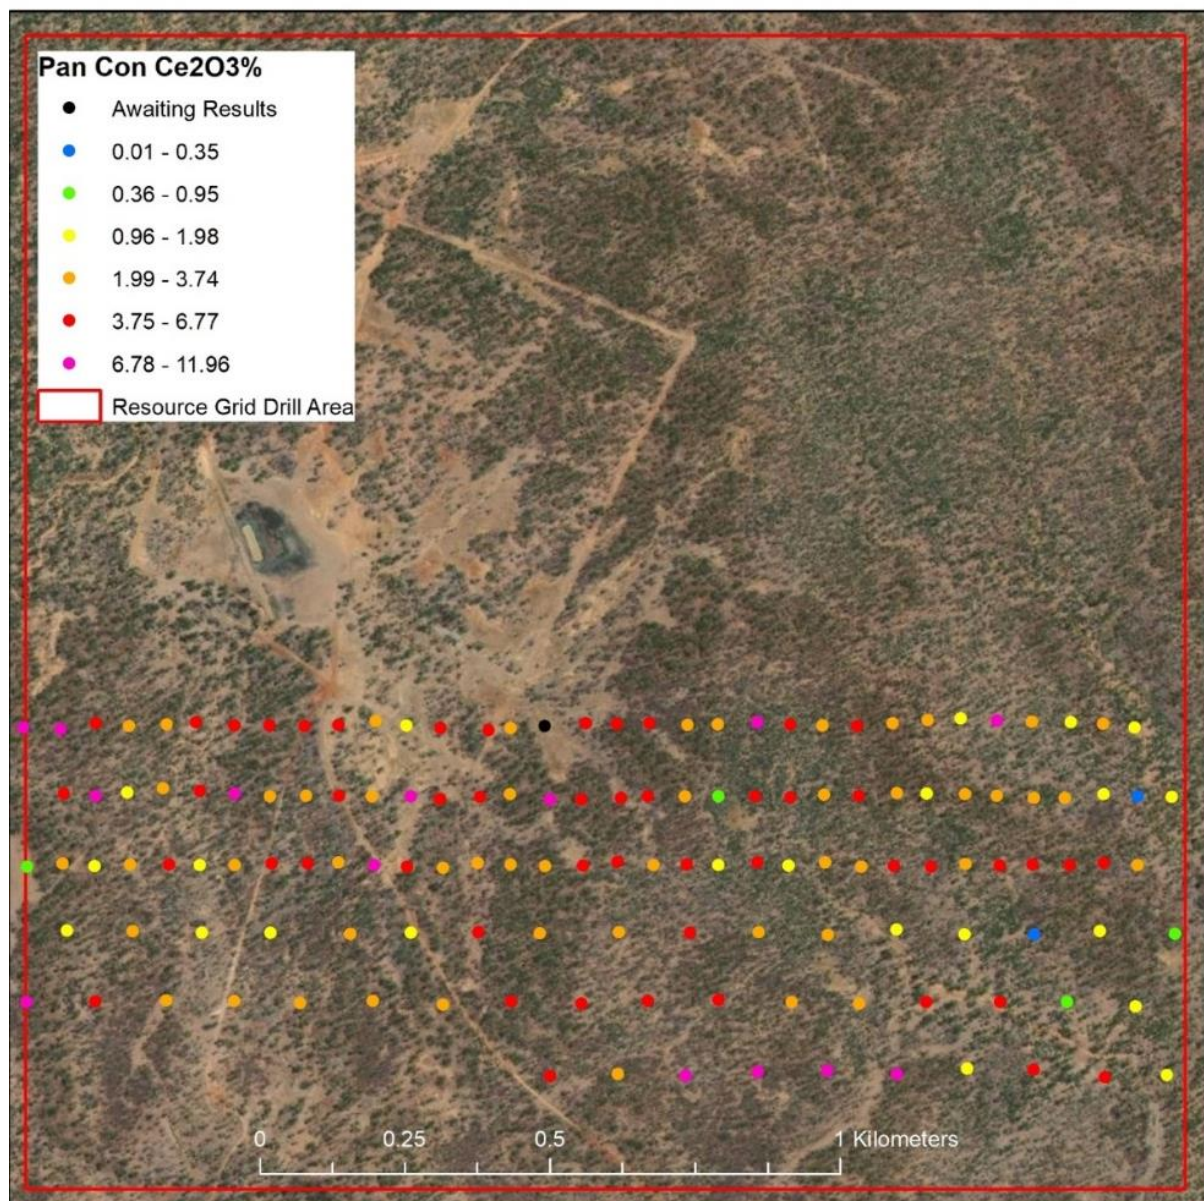 Pan Con Ce2O3%
Awaiting Results
0.01 - 0.35
0.36 - 0.95
0.96 - 1.98
1.99 - 3.74
3.75 - 6.77
6.78 - 11.96
Resource Grid Drill Area
0 0.25 0.5 1 Kilometers